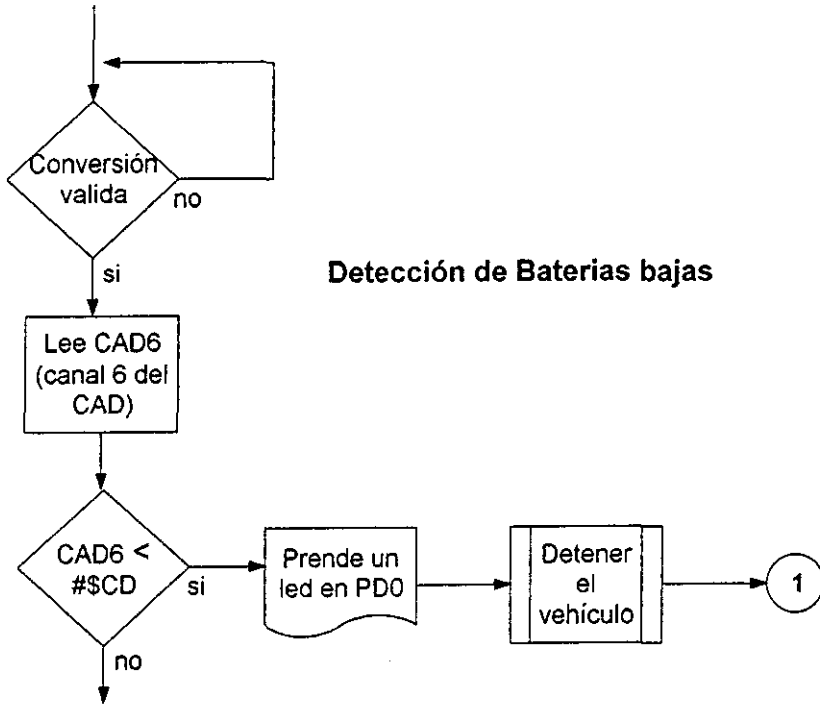 Conversión
valida
no
si
Detección de Baterias bajas
Lee CAD6
(canal 6 del
CAD)
CAD6 <
#$CD
si
no
Prende un
led en PD0
Detener
el
vehículo
1